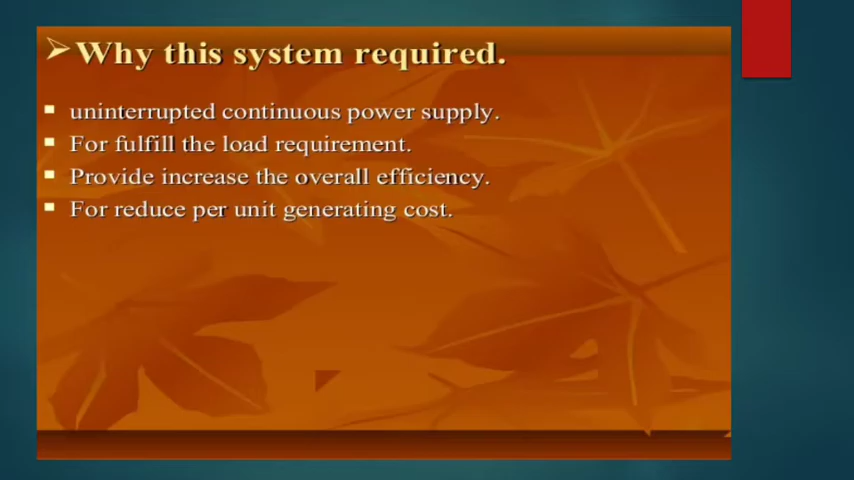 Why this system required.
uninterrupted continuous power supply.
For fulfill the load requirement.
Provide increase the overall efficiency.
For reduce per unit generating cost.